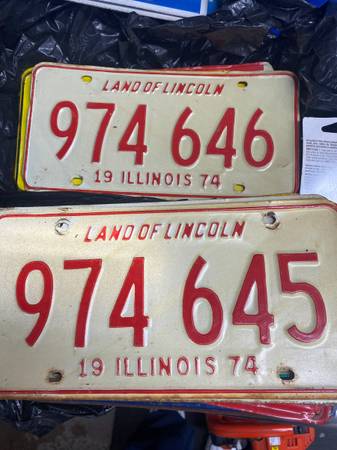 LAND OF LINCOLN
974 646
19 ILLINOIS 74
LAND OF LINCOLN
974 645
19 ILLINOIS 74